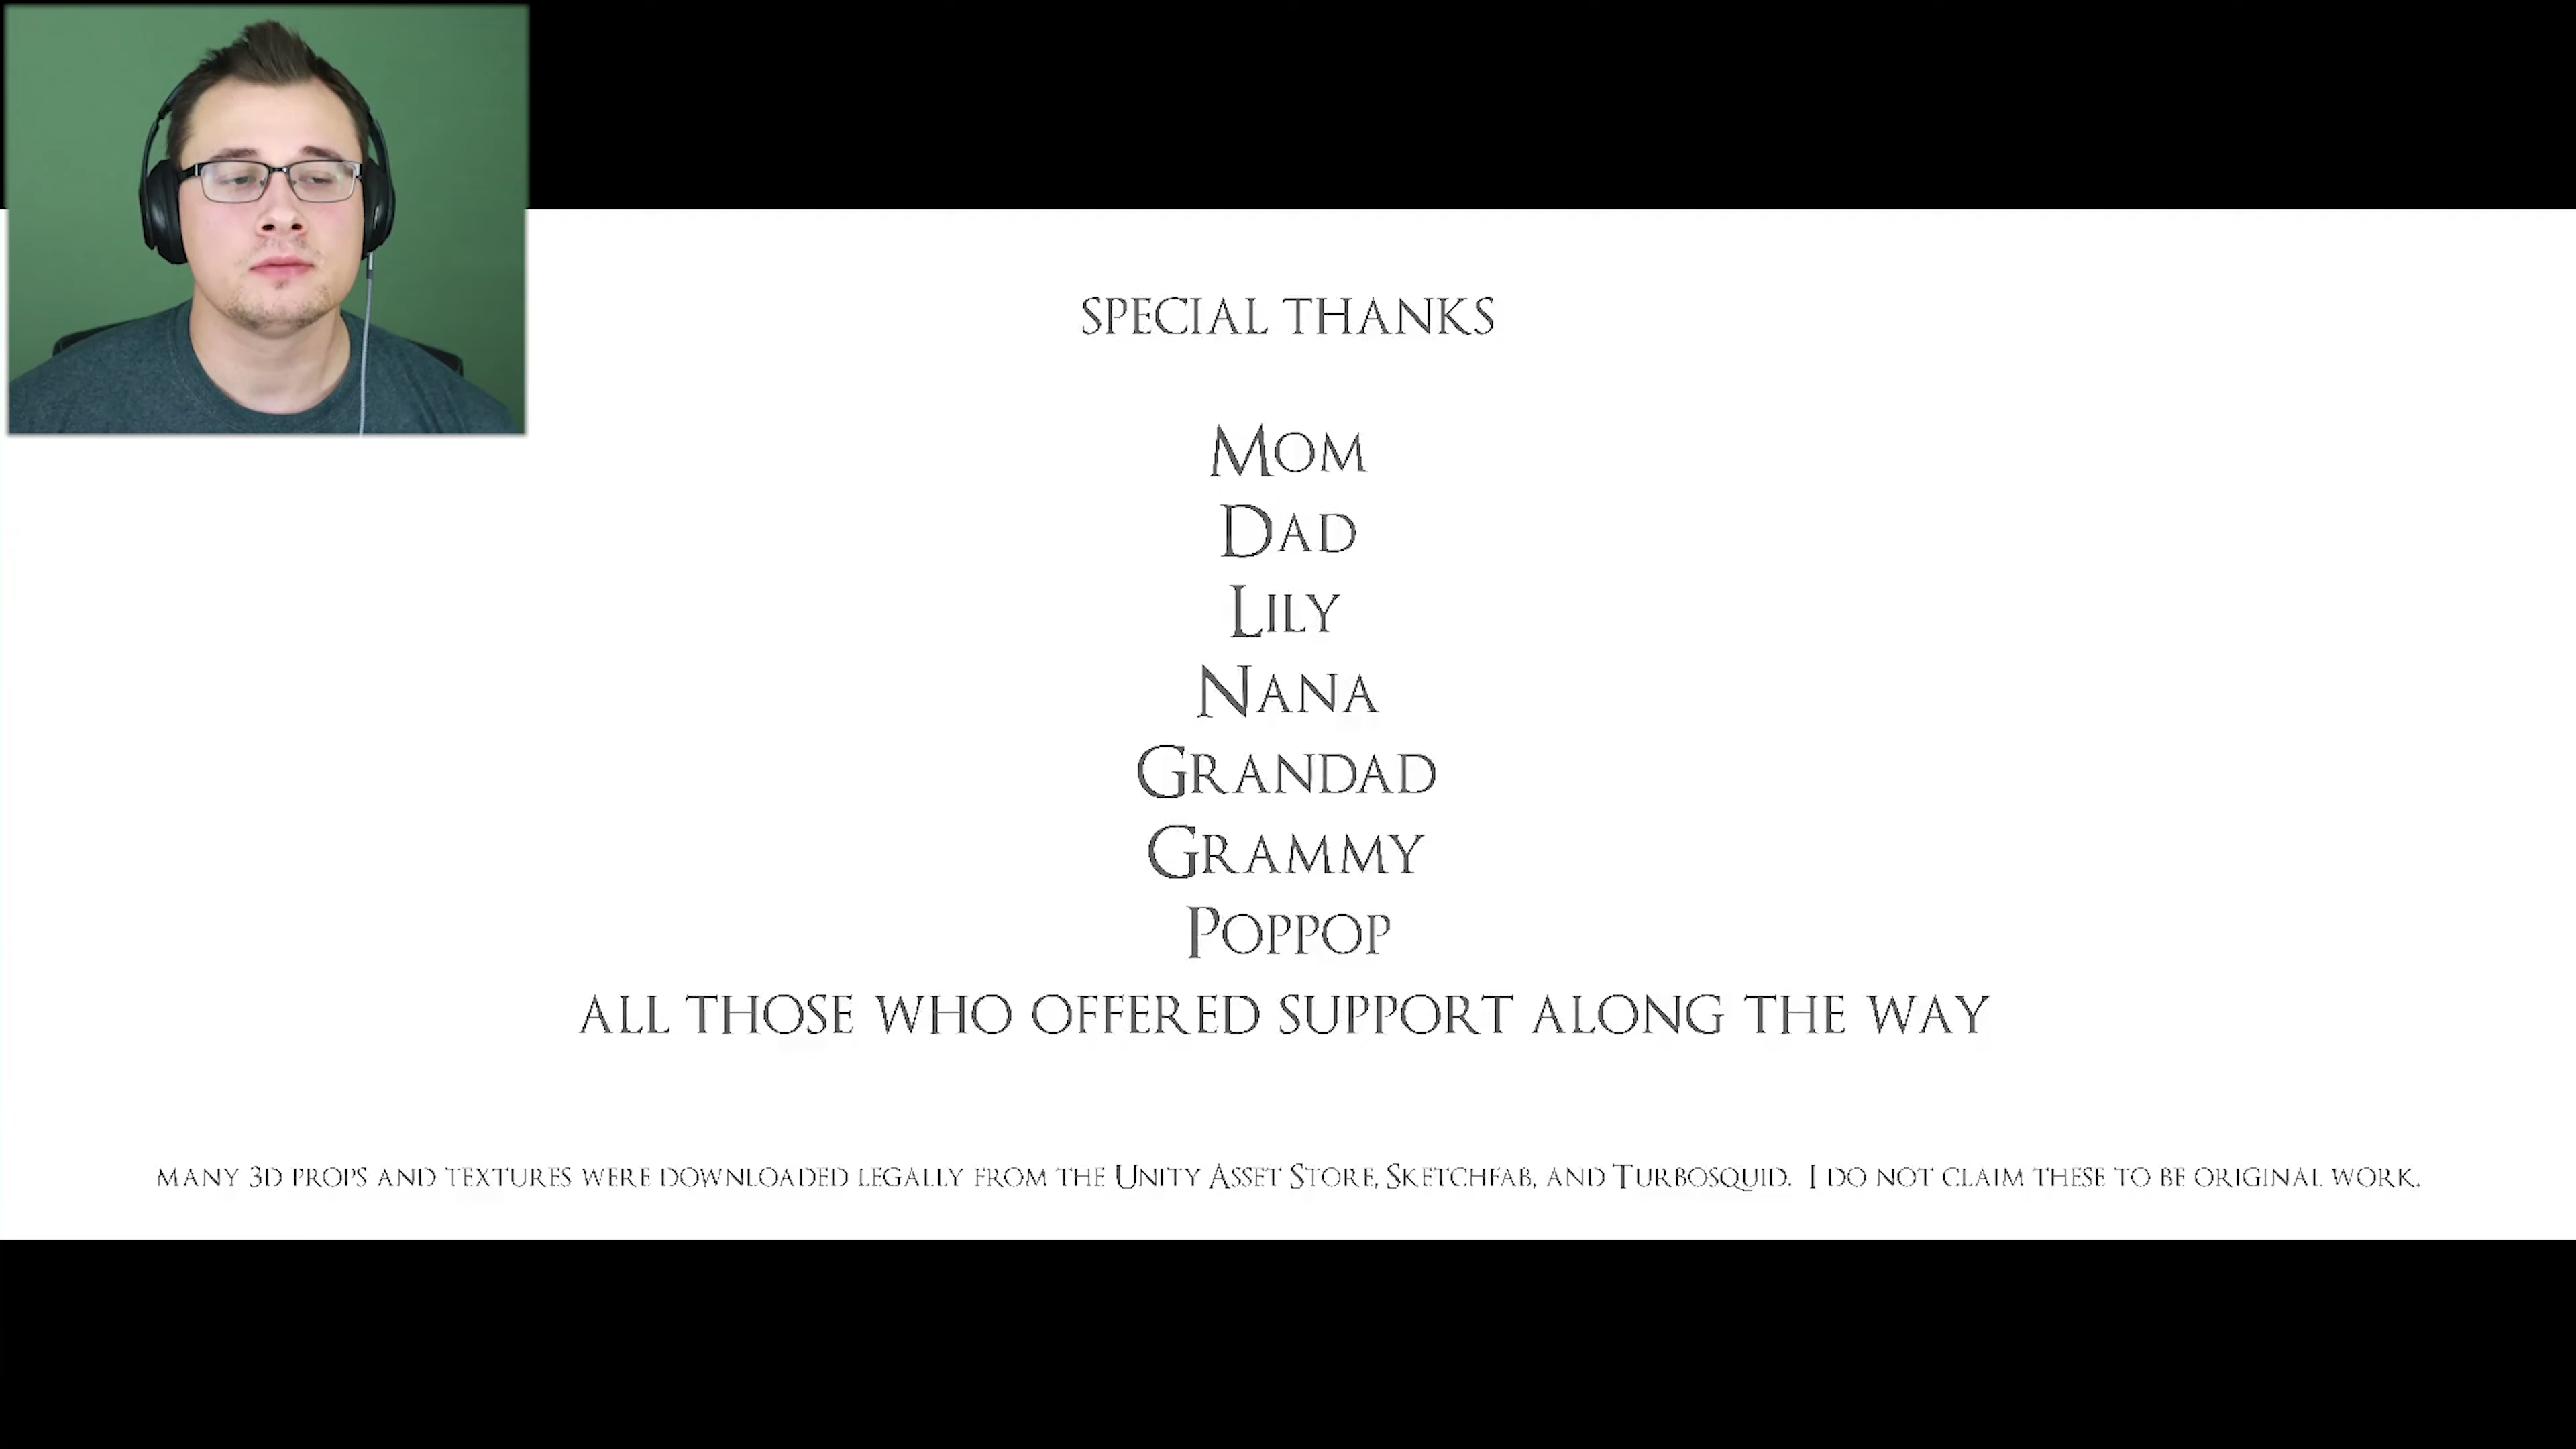 SPECIAL THANKS
MOM
DAD
LILY
NANA
GRANDAD
GRAMMY
POPPOP
ALL THOSE WHO OFFERED SUPPORT ALONG THE WAY
MANY 3D PROPS AND TEXTURES WERE DOWNLOADED LEGALLY FROM THE UNITY ASSET STORE, SKETCHFAB, AND TURBOSQUID. I DO NOT CLAIM THESE TO BE ORIGINAL WORK.